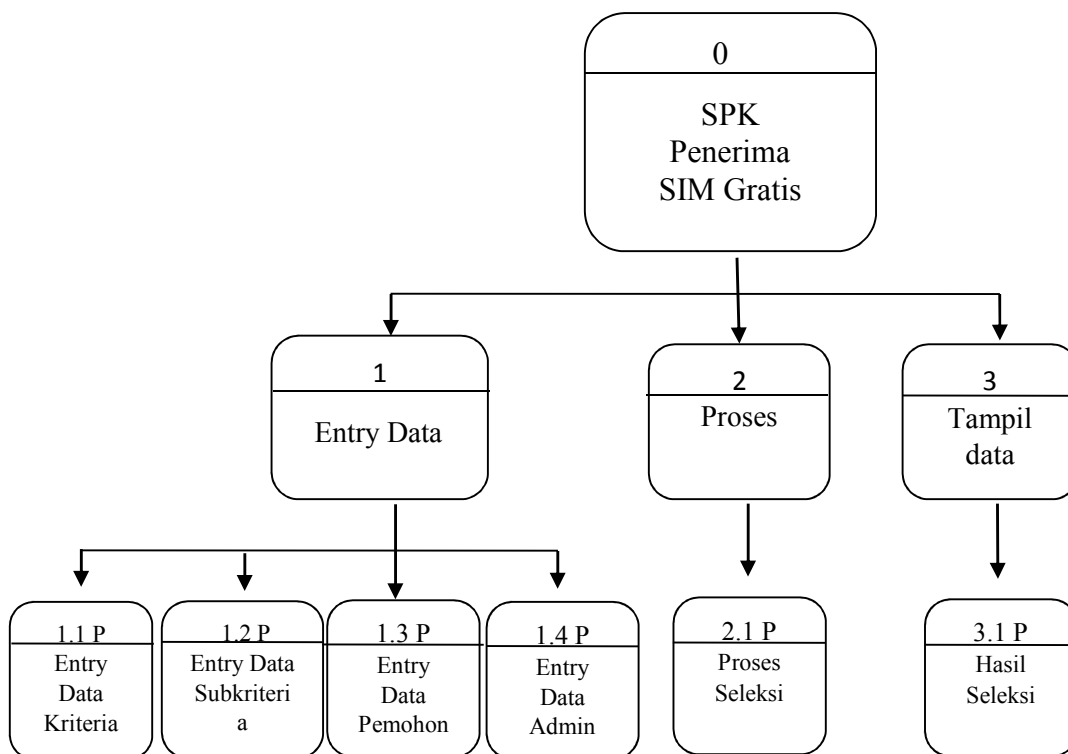 0
SPK
Penerima
SIM Gratis
1
Entry Data
2
Proses
3
Tampil
data
1.1 P
Entry
Data
Kriteria
1.2 P
Entry Data
Subkriteri
a
1.3 P
Entry
Data
Pemohon
1.4 P
Entry
Data
Admin
2.1 P
Proses
Seleksi
3.1 P
Hasil
Seleksi